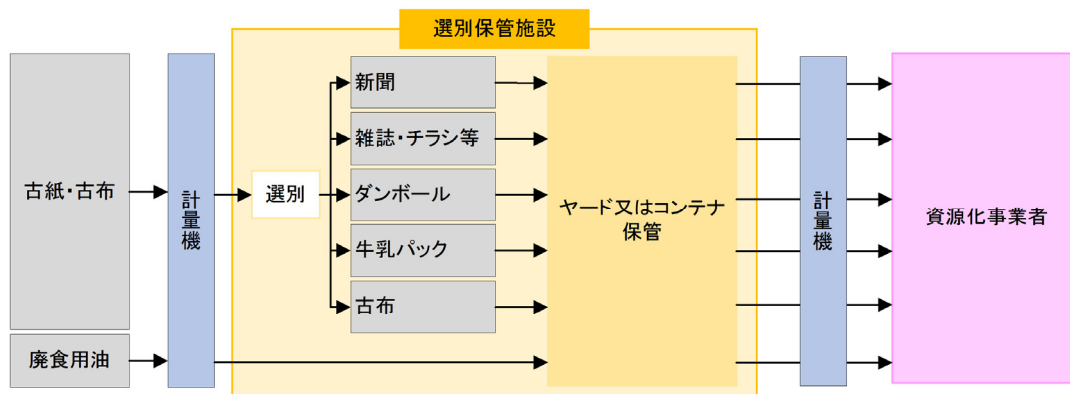 選別保管施設
古紙・古布
廃食用油
計量機
選別
新聞
雑誌・チラシ等
ダンボール
牛乳パック
古布
ヤード又はコンテナ
保管
計量機
資源化事業者